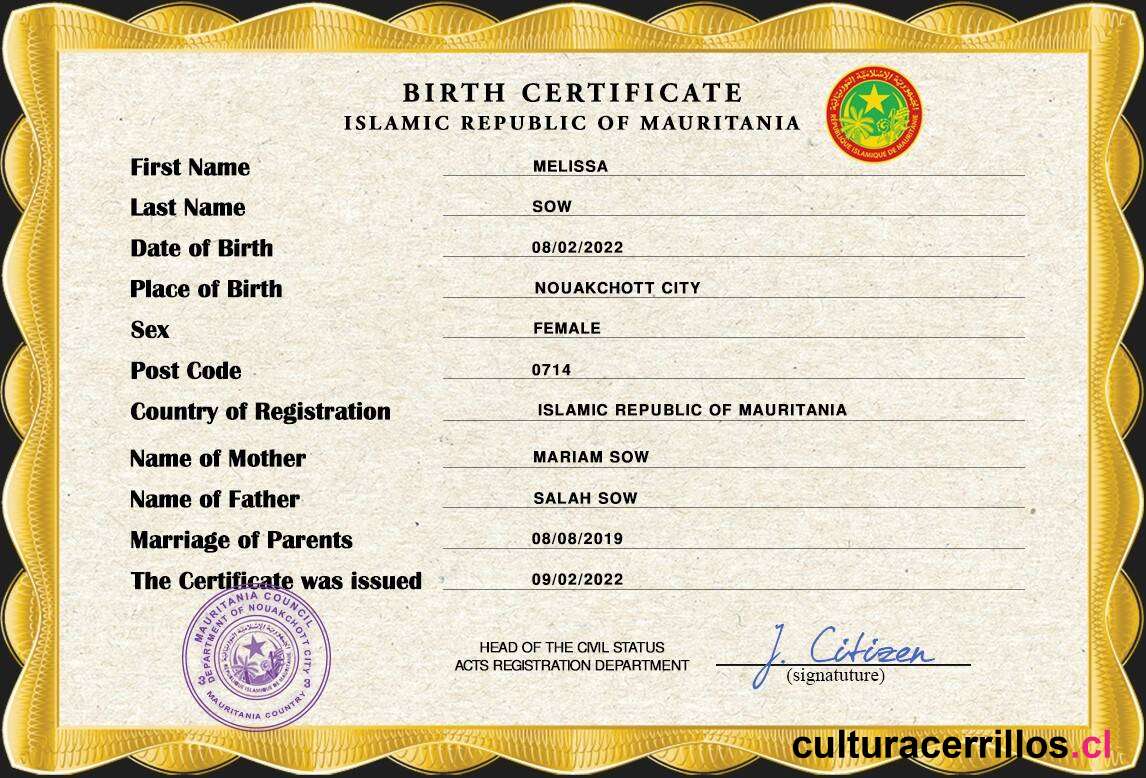 BIRTH CERTIFICATE
ISLAMIC REPUBLIC OF MAURITANIA
الجمهورية الإسلامية الموريتانية
RÉPUBLIQUE ISLAMIQUE DE MAURITANIE
First Name MELISSA
Last Name SOW
Date of Birth 08/02/2022
Place of Birth NOUAKCHOTT CITY
Sex FEMALE
Post Code 0714
Country of Registration ISLAMIC REPUBLIC OF MAURITANIA
Name of Mother MARIAM SOW
Name of Father SALAH SOW
Marriage of Parents 08/08/2019
The Certificate was issued 09/02/2022
MAURITANIA COUNCIL
DEPARTMENT OF NOUAKCHOTT CITY
الجمهورية الإسلامية الموريتانية
RÉPUBLIQUE ISLAMIQUE DE MAURITANIE
3 3
MAURITANIA COUNTRY
HEAD OF THE CIVIL STATUS
ACTS REGISTRATION DEPARTMENT
J. Citizen
(signatuture)
culturacerrillos.cl